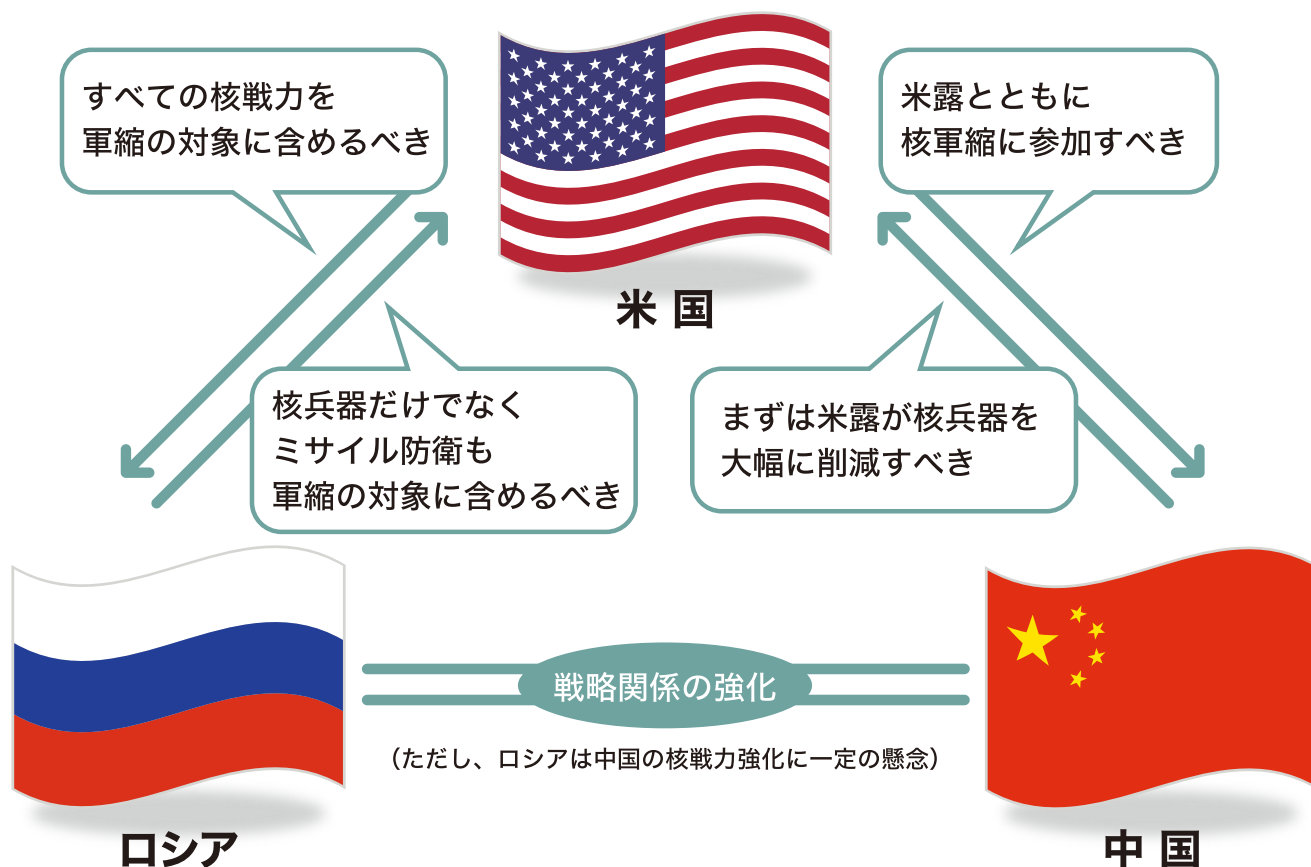 すべての核戦力を
軍縮の対象に含めるべき
米露とともに
核軍縮に参加すべき
米国
核兵器だけでなく
ミサイル防衛も
軍縮の対象に含めるべき
まずは米露が核兵器を
大幅に削減すべき
戦略関係の強化
（ただし、ロシアは中国の核戦力強化に一定の懸念）
ロシア
中国